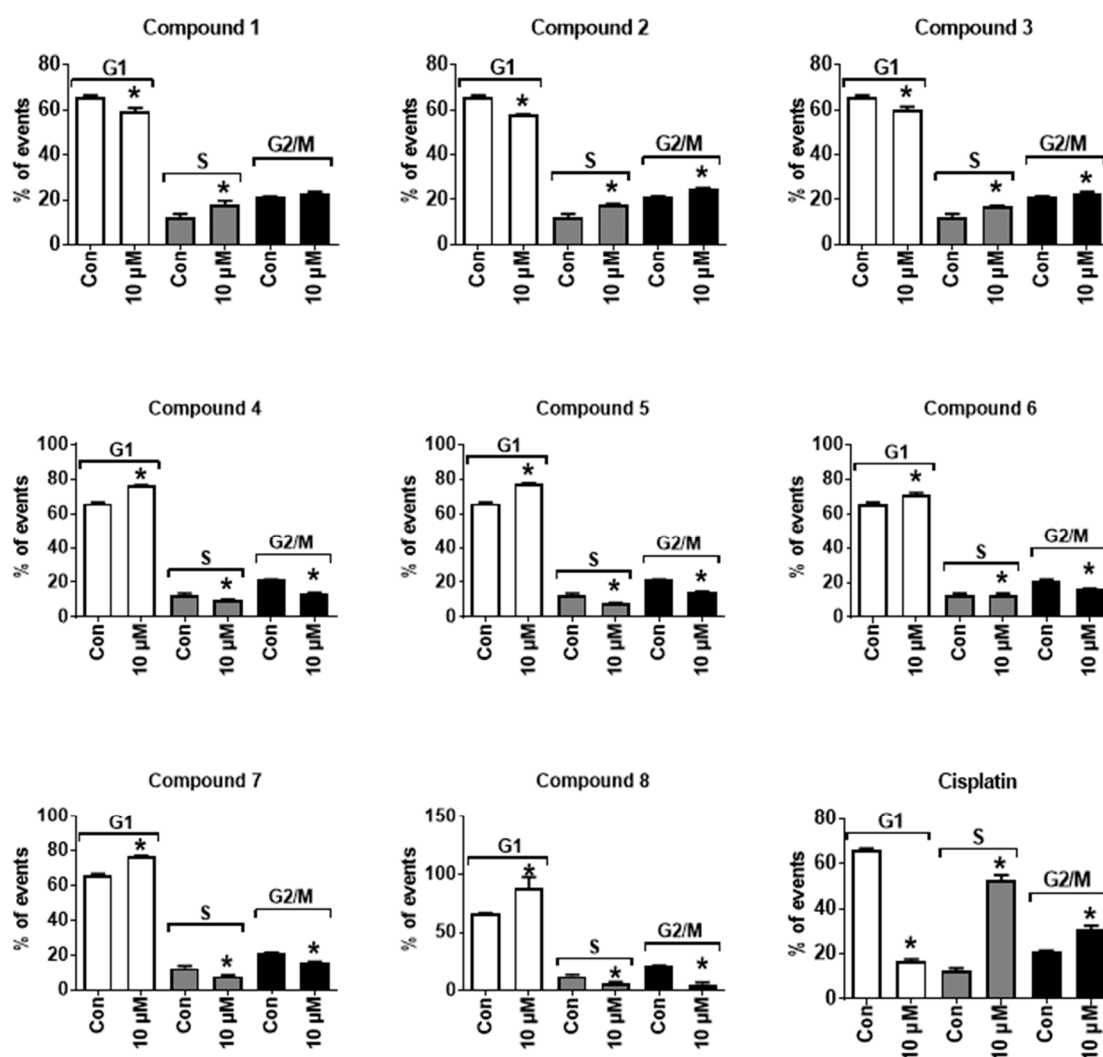 Compound 1
G1
*
S
*
G2/M
% of events
80
60
40
20
0
Con
10 µM
Con
10 µM
Con
10 µM
Compound 2
G1
*
S
*
G2/M
*
% of events
80
60
40
20
0
Con
10 µM
Con
10 µM
Con
10 µM
Compound 3
G1
*
S
*
G2/M
*
% of events
80
60
40
20
0
Con
10 µM
Con
10 µM
Con
10 µM
Compound 4
G1
*
S
*
G2/M
*
% of events
100
80
60
40
20
0
Con
10 µM
Con
10 µM
Con
10 µM
Compound 5
G1
*
S
*
G2/M
*
% of events
100
80
60
40
20
0
Con
10 µM
Con
10 µM
Con
10 µM
Compound 6
G1
*
S
*
G2/M
*
% of events
100
80
60
40
20
0
Con
10 µM
Con
10 µM
Con
10 µM
Compound 7
G1
*
S
*
G2/M
*
% of events
100
80
60
40
20
0
Con
10 µM
Con
10 µM
Con
10 µM
Compound 8
G1
*
S
*
G2/M
*
% of events
150
100
50
0
Con
10 µM
Con
10 µM
Con
10 µM
Cisplatin
G1
*
S
*
G2/M
*
% of events
80
60
40
20
0
Con
10 µM
Con
10 µM
Con
10 µM